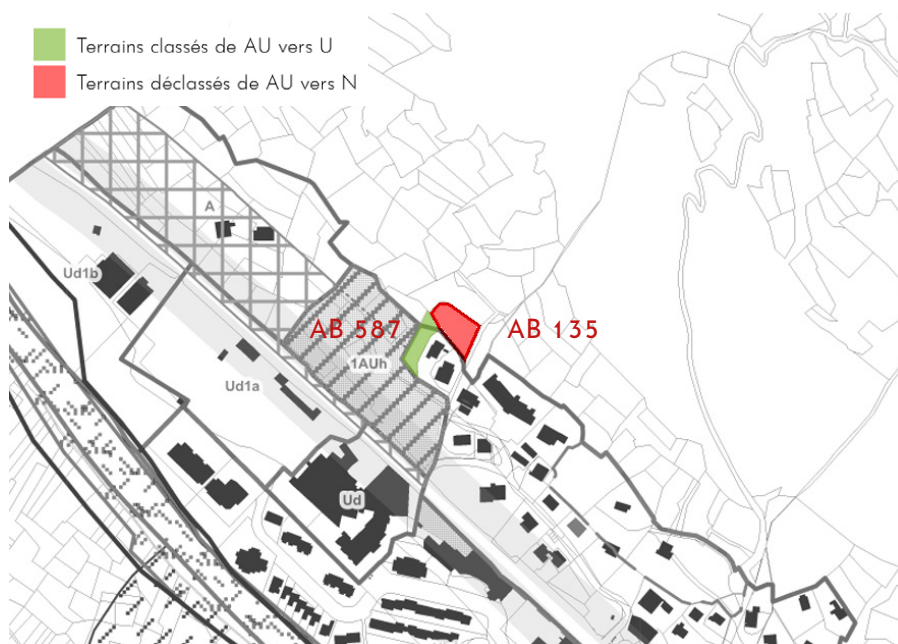 Terrains classés de AU vers U
Terrains déclassés de AU vers N
A
Ud1b
AB 587
AB 135
1AUh
Ud1a
Ud